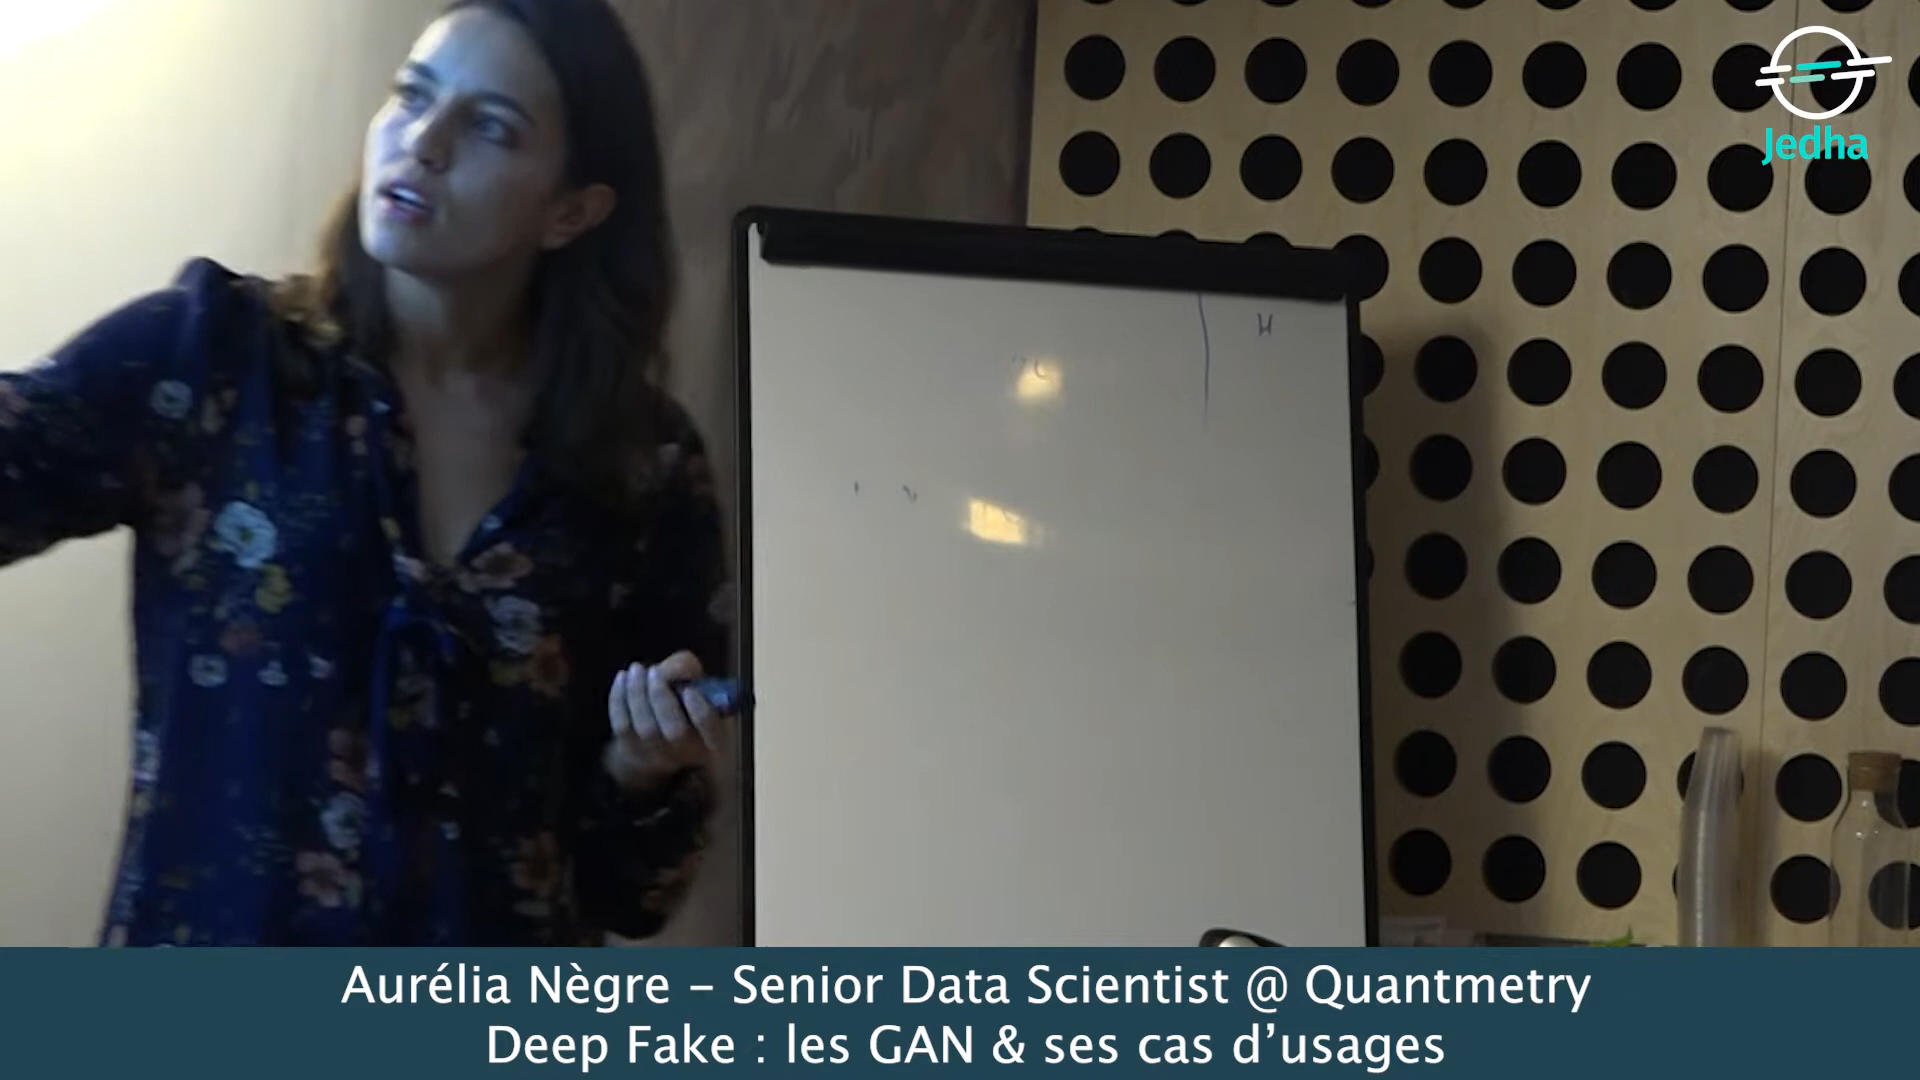 Jedha
H
Aurélia Nègre – Senior Data Scientist @ Quantmetry
Deep Fake : les GAN & ses cas d’usages